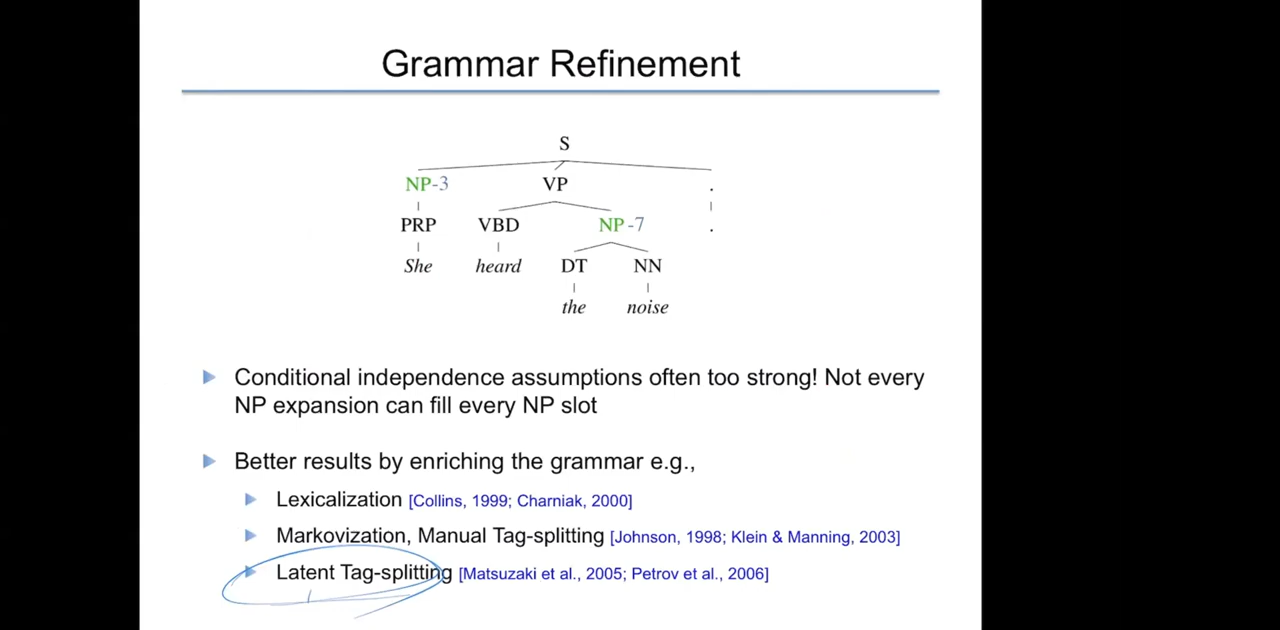 Grammar Refinement
S
NP-3 VP .
PRP VBD NP-7 .
She heard DT NN
the noise
Conditional independence assumptions often too strong! Not every
NP expansion can fill every NP slot
Better results by enriching the grammar e.g.,
Lexicalization [Collins, 1999; Charniak, 2000]
Markovization, Manual Tag-splitting [Johnson, 1998; Klein & Manning, 2003]
Latent Tag-splitting [Matsuzaki et al., 2005; Petrov et al., 2006]